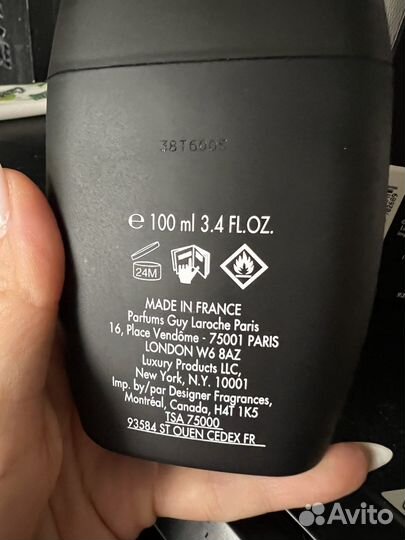 38T600S
℮ 100 ml 3.4 FL.OZ.
24M
MADE IN FRANCE
Parfums Guy Laroche Paris
16, Place Vendôme - 75001 PARIS
LONDON W6 8AZ
Luxury Products LLC,
New York, N.Y. 10001
Imp. by/par Designer Fragrances,
Montréal, Canada, H4T 1K5
TSA 75000
93584 ST OUEN CEDEX FR
Avito